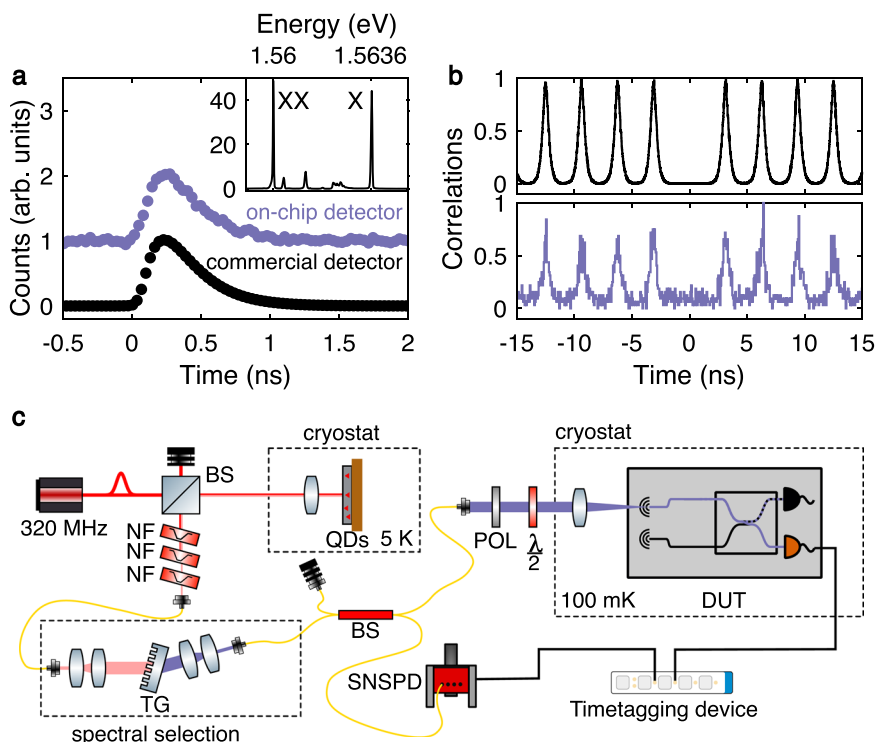 Energy (eV)
1.56 1.5636
a
3
2
1
0
Counts (arb. units)
40
20
0
XX X
on-chip detector
commercial detector
-0.5 0 0.5 1 1.5 2
Time (ns)
b
1
0.5
0
1
0.5
0
Correlations
-15 -10 -5 0 5 10 15
Time (ns)
c
cryostat
cryostat
BS
320 MHz
NF
NF
NF
QDs 5 K
POL
λ
2
100 mK
DUT
BS
TG
SNSPD
Timetagging device
spectral selection